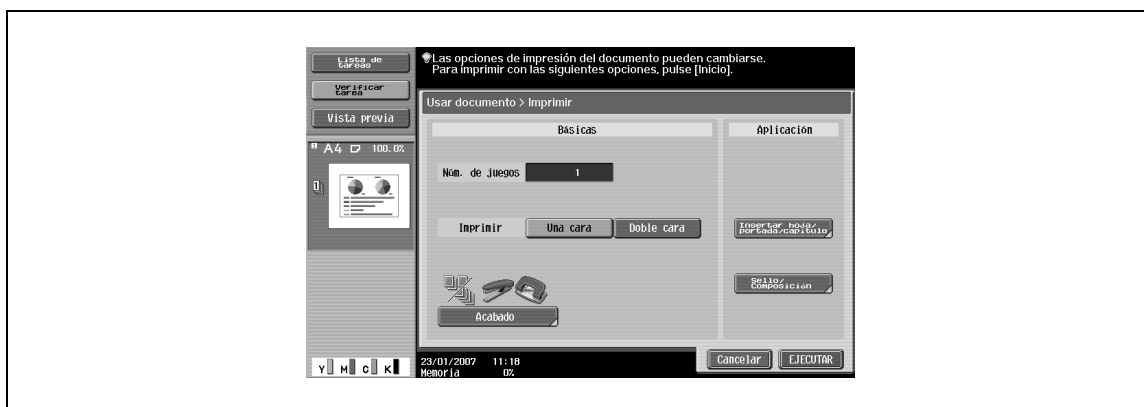 Lista de
tareas
Verificar
tarea
Vista previa
A4 100.0%
1
Las opciones de impresión del documento pueden cambiarse.
Para imprimir con las siguientes opciones, pulse [Inicio].
Usar documento > Imprimir
Básicas
Núm. de juegos 1
Imprimir Una cara Doble cara
Acabado
Aplicación
Insertar hoja/
portada/capítulo
Sello/
Composición
Y M C K
23/01/2007 11:18
Memoria 0%
Cancelar EJECUTAR